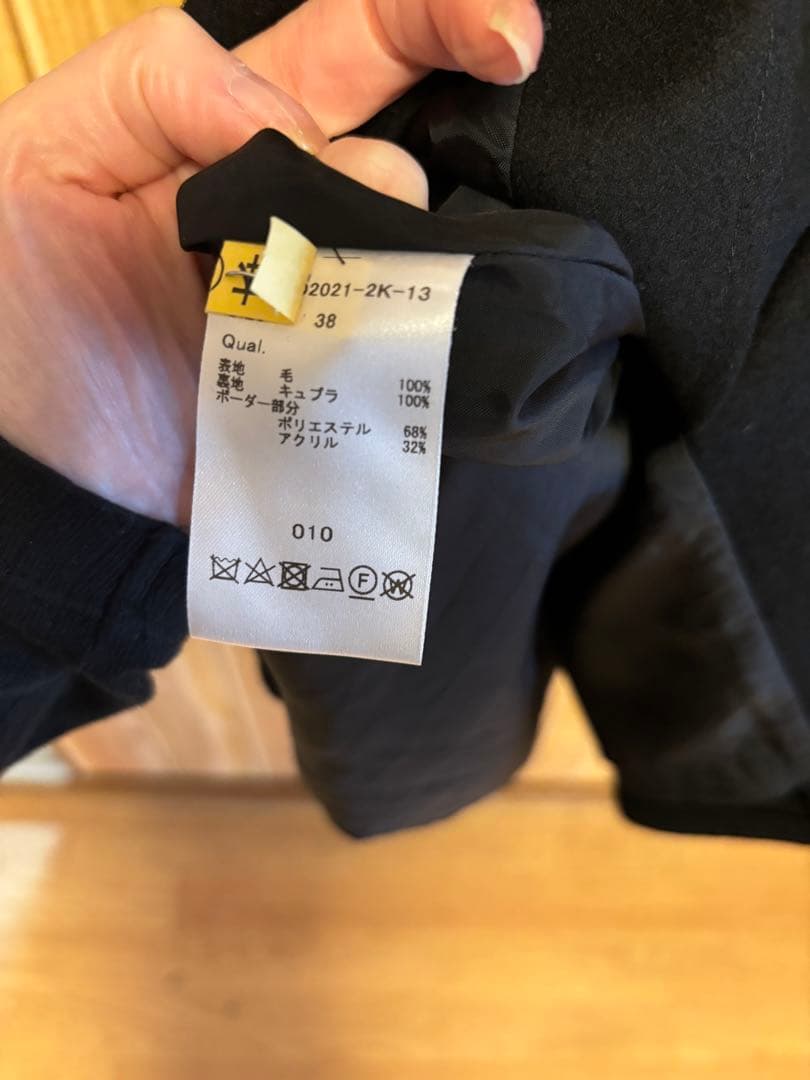 2021-2K-13
38
Qual.
表地 毛 100%
裏地 キュプラ 100%
ボーダー部分
ポリエステル 68%
アクリル 32%
010
F
W